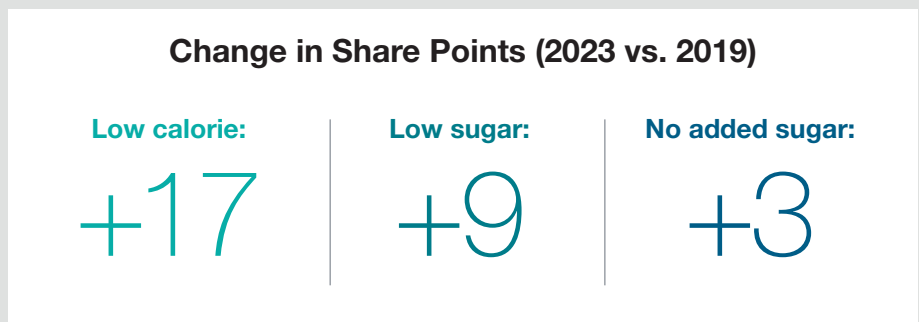 Change in Share Points (2023 vs. 2019)
Low calorie:
+17
Low sugar:
+9
No added sugar:
+3